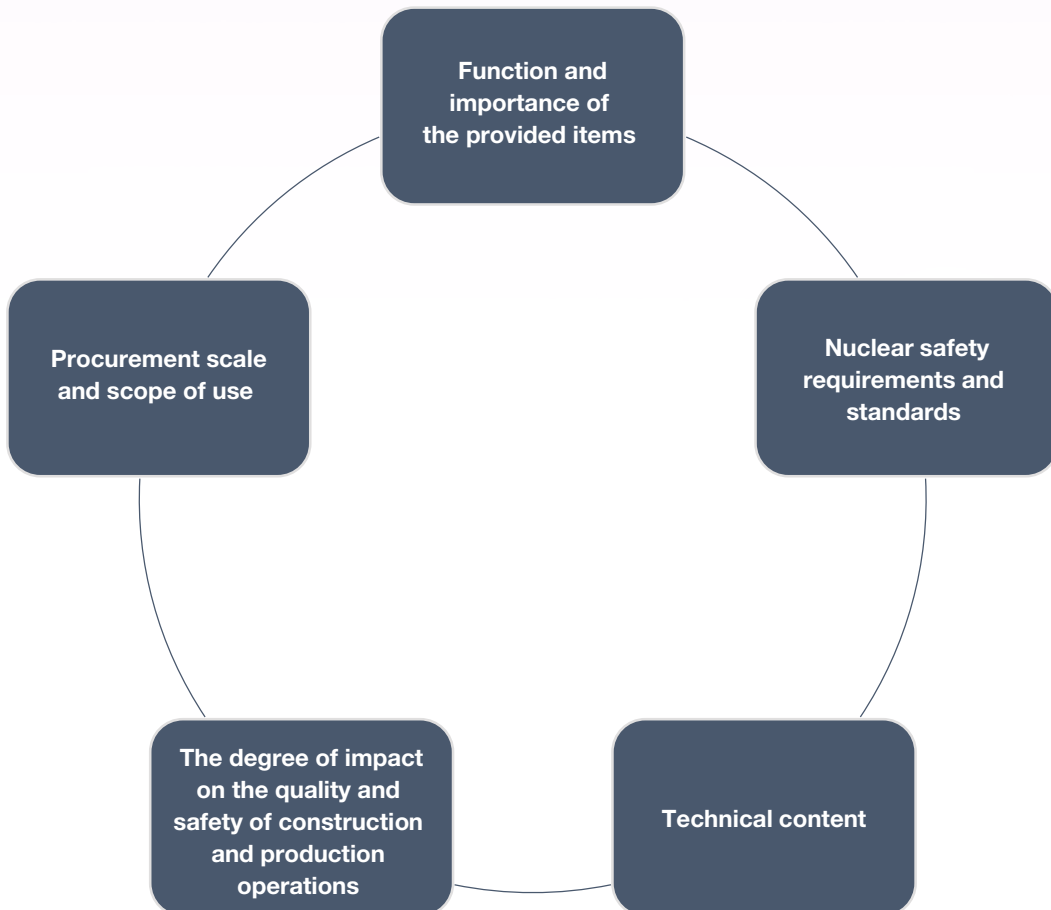 Function and
importance of
the provided items
Nuclear safety
requirements and
standards
Technical content
The degree of impact
on the quality and
safety of construction
and production
operations
Procurement scale
and scope of use